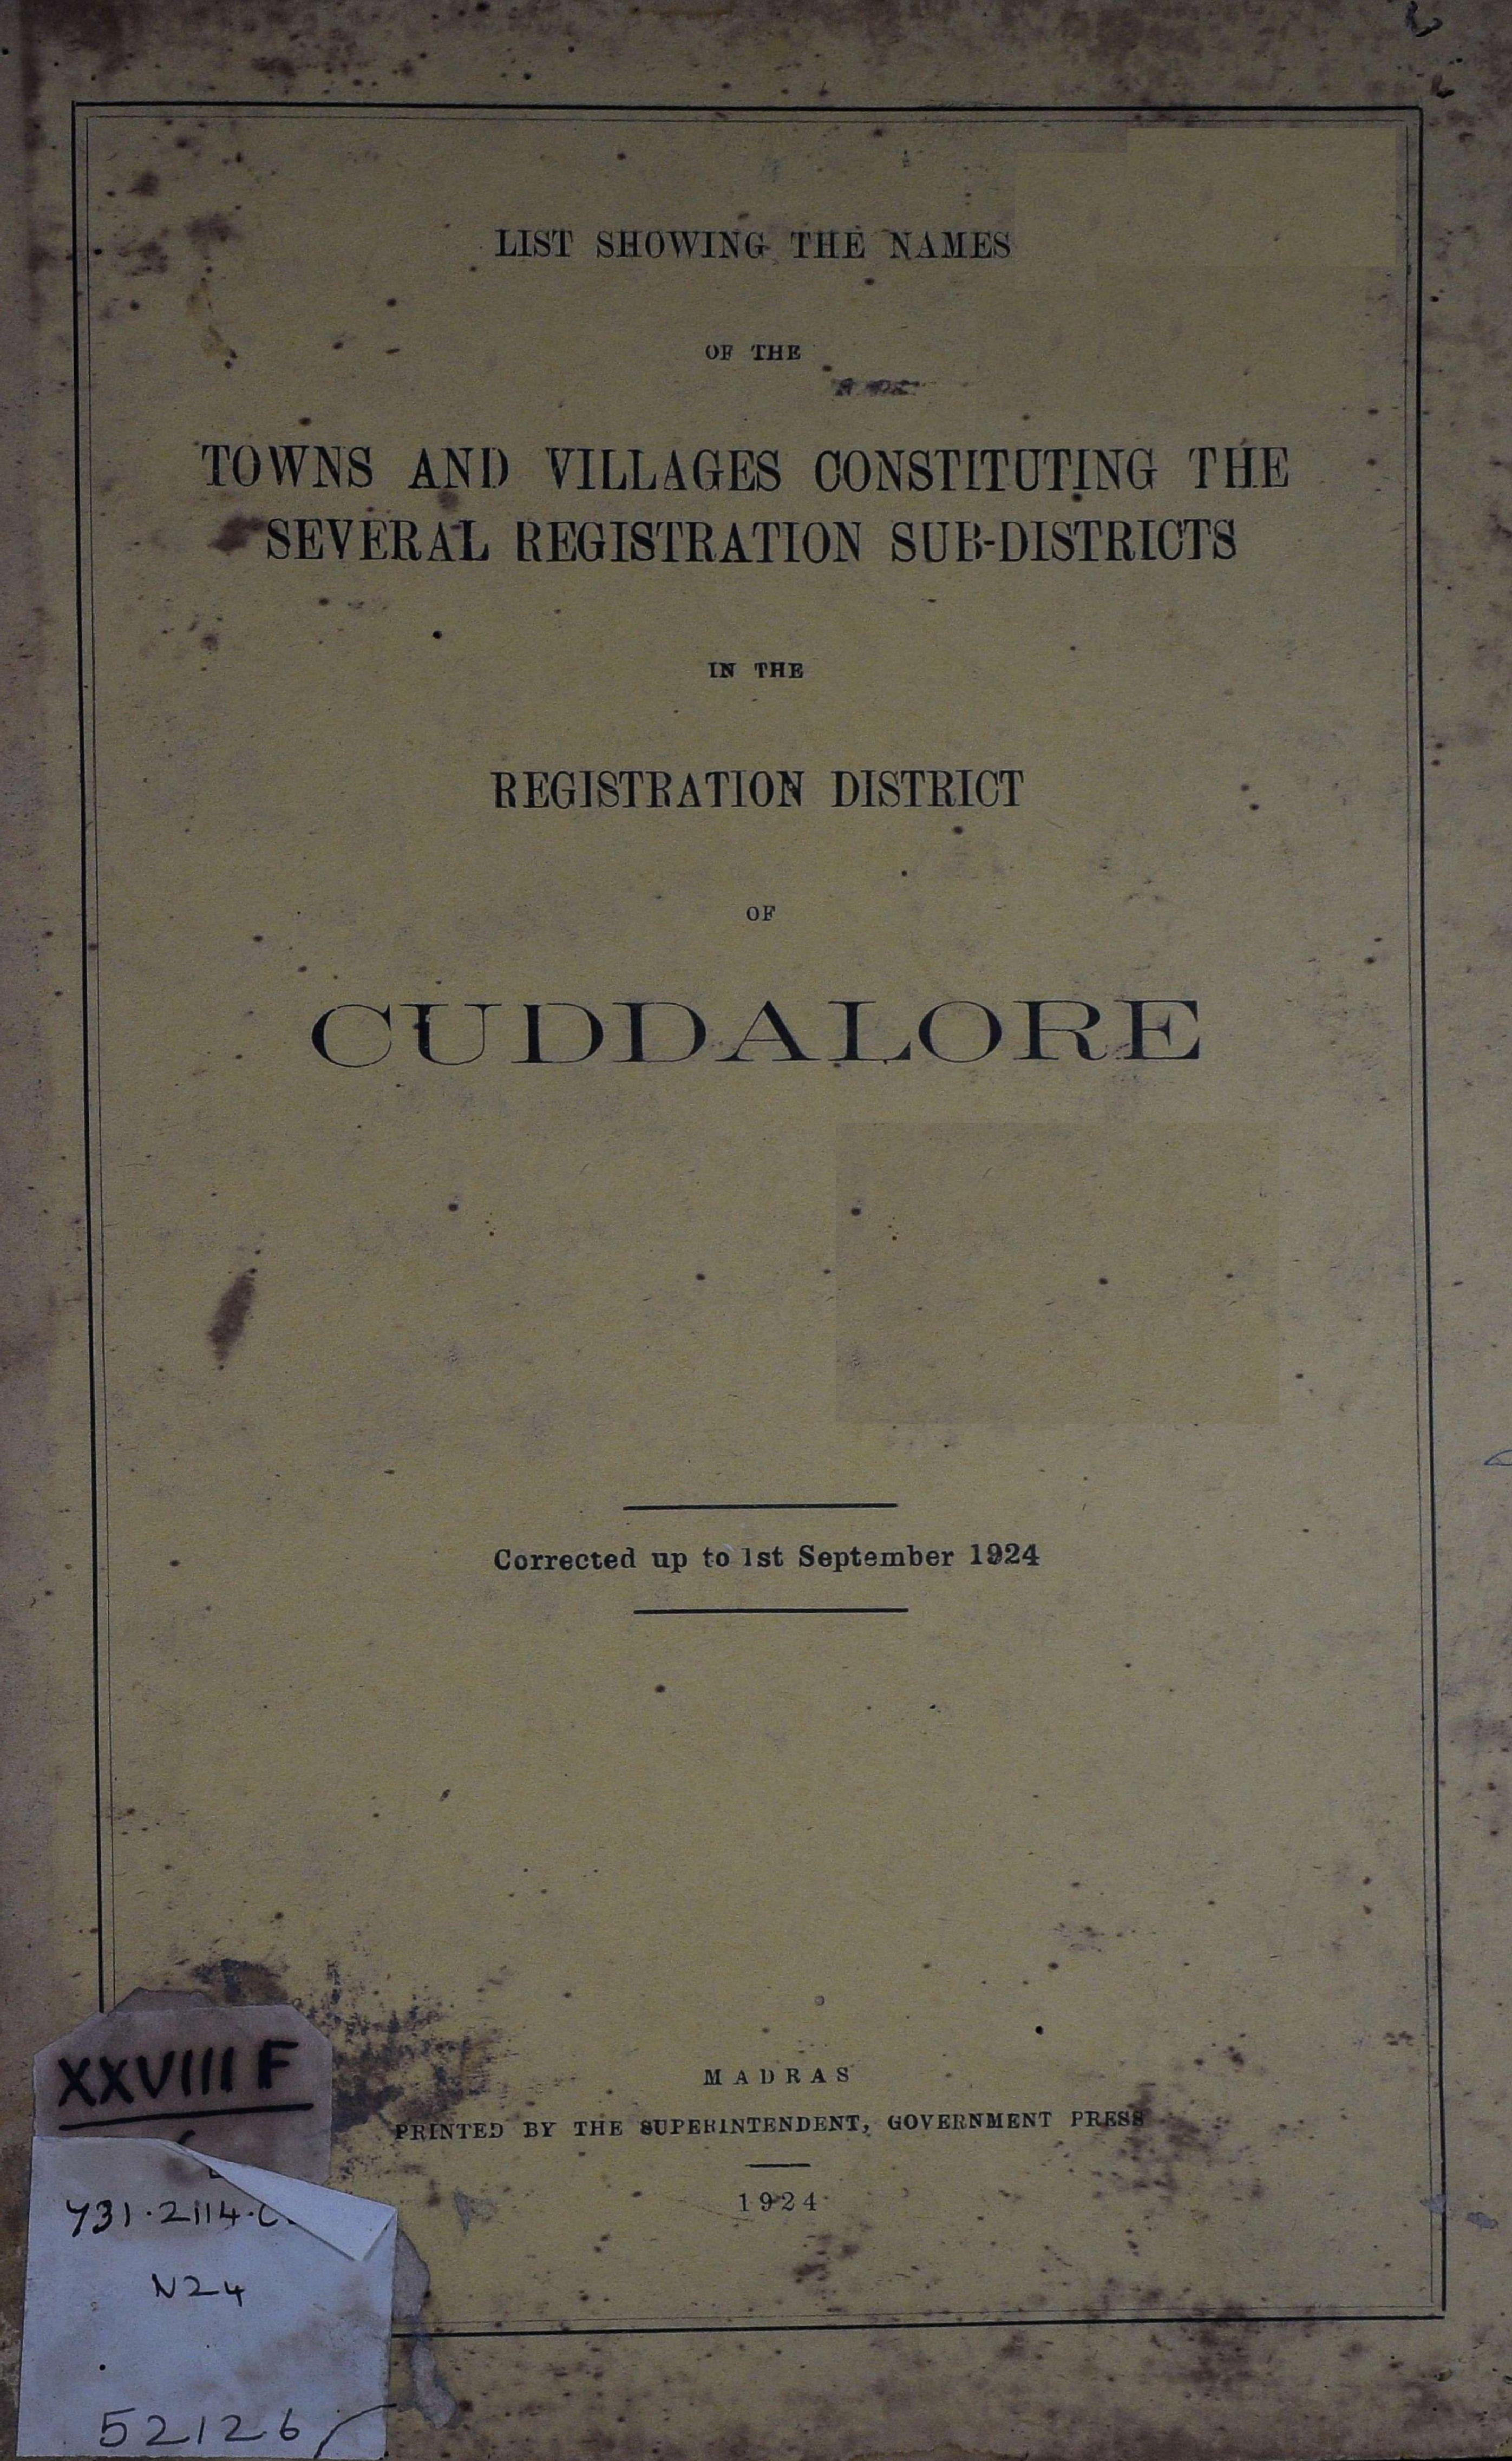 LIST SHOWING THE NAMES
OF THE
TOWNS AND VILLAGES CONSTITUTING THE
SEVERAL REGISTRATION SUB-DISTRICTS
IN THE
REGISTRATION DISTRICT
OF
CUDDALORE
Corrected up to 1st September 1924
MADRAS
PRINTED BY THE SUPERINTENDENT, GOVERNMENT PRESS
1924
XXVIII F
N24
52126